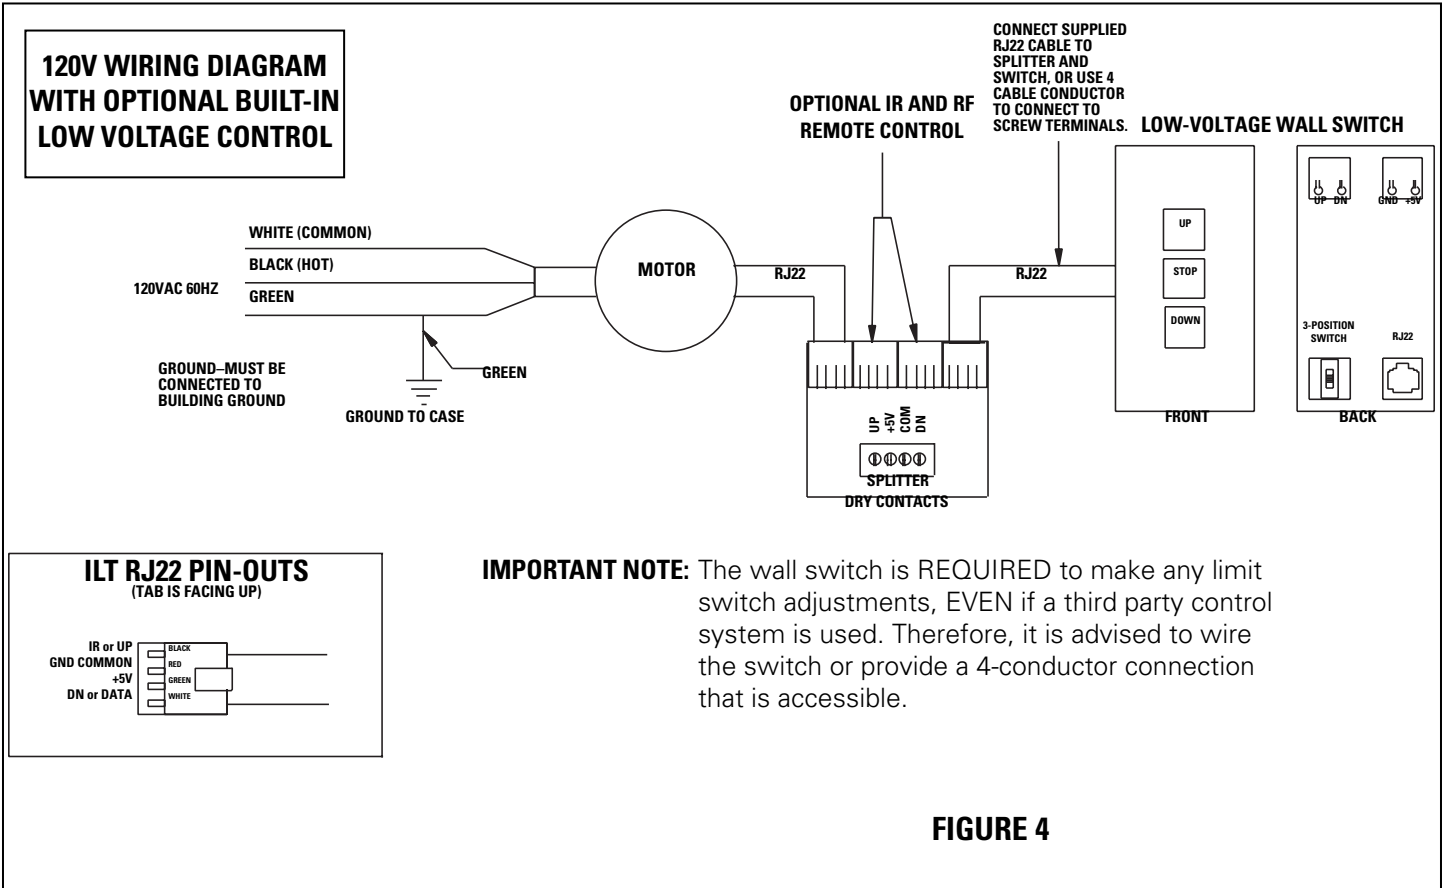 120V WIRING DIAGRAM
WITH OPTIONAL BUILT-IN
LOW VOLTAGE CONTROL
OPTIONAL IR AND RF
REMOTE CONTROL
CONNECT SUPPLIED
RJ22 CABLE TO
SPLITTER AND
SWITCH, OR USE 4
CABLE CONDUCTOR
TO CONNECT TO
SCREW TERMINALS.
LOW-VOLTAGE WALL SWITCH
WHITE (COMMON)
BLACK (HOT)
GREEN
120VAC 60HZ
GROUND–MUST BE
CONNECTED TO
BUILDING GROUND
GREEN
GROUND TO CASE
MOTOR
RJ22
RJ22
UP
+5V
COM
DN
SPLITTER
DRY CONTACTS
UP
STOP
DOWN
FRONT
UP DN
GND +5V
3-POSITION
SWITCH
RJ22
BACK
ILT RJ22 PIN-OUTS
(TAB IS FACING UP)
IR or UP
GND COMMON
+5V
DN or DATA
BLACK
RED
GREEN
WHITE
IMPORTANT NOTE: The wall switch is REQUIRED to make any limit
switch adjustments, EVEN if a third party control
system is used. Therefore, it is advised to wire
the switch or provide a 4-conductor connection
that is accessible.
FIGURE 4